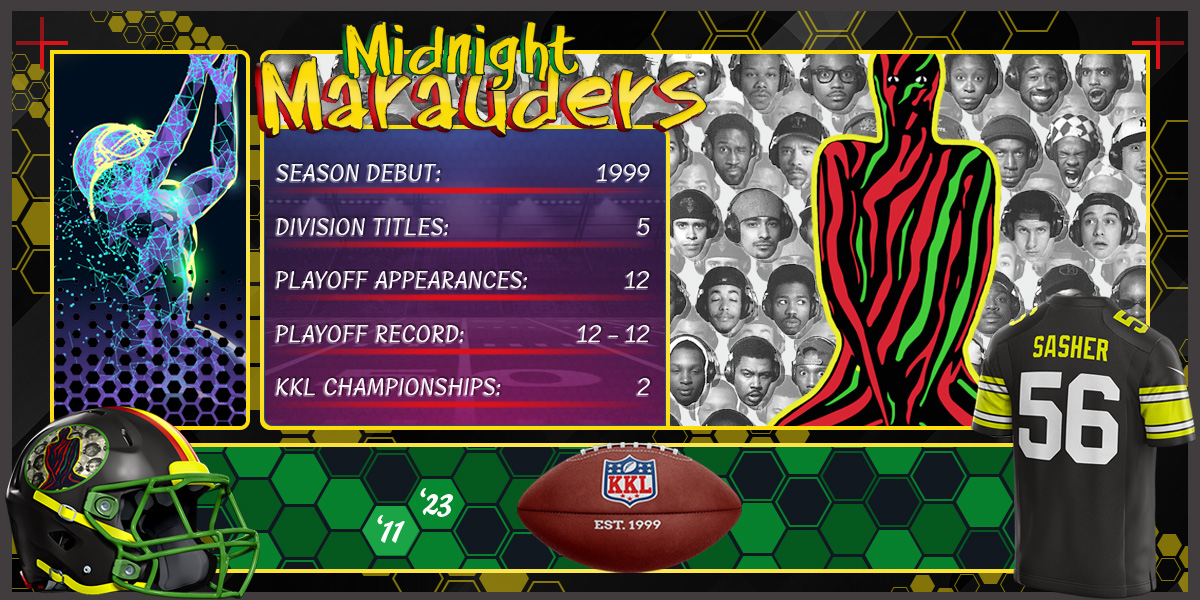 Midnight
Marauders
SEASON DEBUT: 1999
DIVISION TITLES: 5
PLAYOFF APPEARANCES: 12
PLAYOFF RECORD: 12 – 12
KKL CHAMPIONSHIPS: 2
SASHER
56
5
‘11
‘23
KKL
EST. 1999